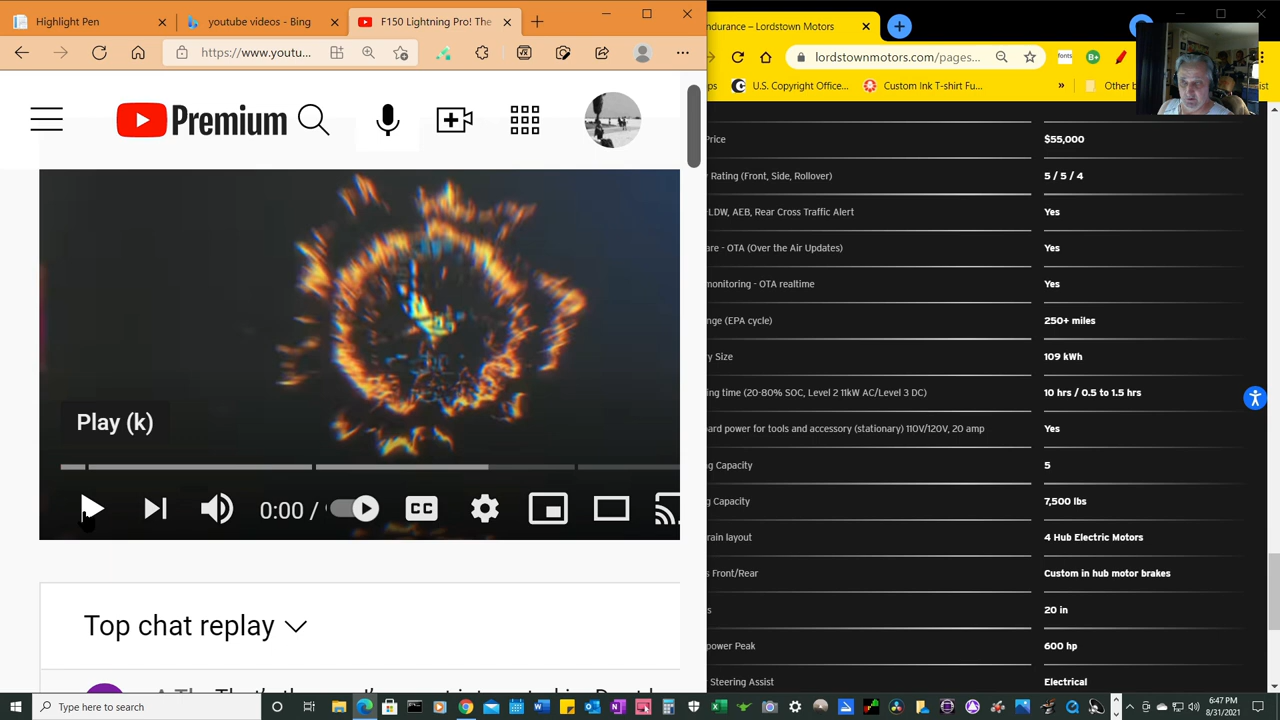 Highlight Pen
youtube videos - Bing
F150 Lightning Pro! The
ndurance — Lordstown Motors
https://www.youtu...
lordstownmotors.com/pages...
ps
U.S. Copyright Office...
Custom Ink T-shirt Fu...
»
Other b
ist
Premium
Price
$55,000
Rating (Front, Side, Rollover)
5 / 5 / 4
LDW, AEB, Rear Cross Traffic Alert
Yes
are - OTA (Over the Air Updates)
Yes
monitoring - OTA realtime
Yes
nge (EPA cycle)
250+ miles
y Size
109 kWh
ing time (20-80% SOC, Level 2 11kW AC/Level 3 DC)
10 hrs / 0.5 to 1.5 hrs
ard power for tools and accessory (stationary) 110V/120V, 20 amp
Yes
g Capacity
5
g Capacity
7,500 lbs
rain layout
4 Hub Electric Motors
s Front/Rear
Custom in hub motor brakes
s
20 in
power Peak
600 hp
Steering Assist
Electrical
Play (k)
0:00 /
CC
Top chat replay
Type here to search
6:47 PM
8/31/2021